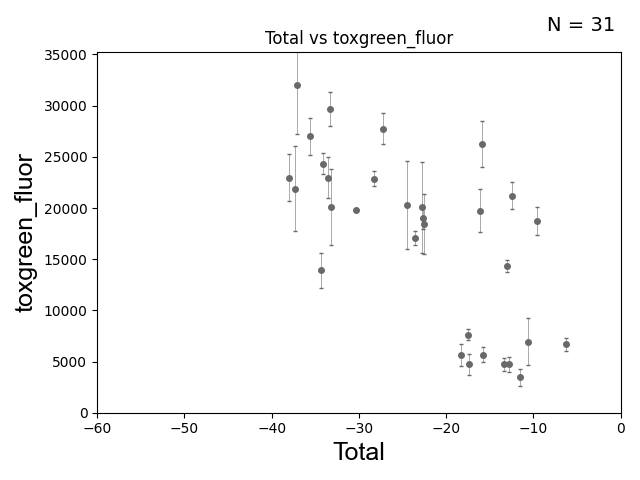 N = 31
Total vs toxgreen_fluor
35000
30000
25000
20000
15000
10000
5000
0
toxgreen_fluor
−60 −50 −40 −30 −20 −10 0
Total